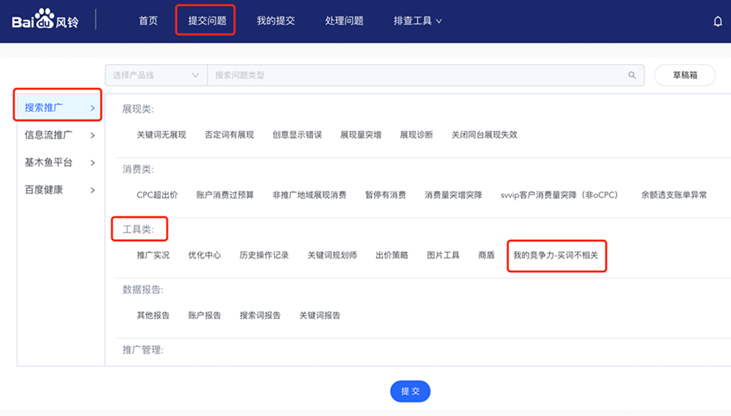 Baidu风铃 首页 提交问题 我的提交 处理问题 排查工具
选择产品线 搜索问题类型 草稿箱
搜索推广
信息流推广
基木鱼平台
百度健康
展现类:
关键词无展现 否定词有展现 创意显示错误 展现量突增 展现诊断 关闭同台展现失效
消费类:
CPC超出价 账户消费过预算 非推广地域展现消费 暂停有消费 消费量突增突降 svvip客户消费量突降（非oCPC） 余额透支账单异常
工具类:
推广实况 优化中心 历史操作记录 关键词规划师 出价策略 图片工具 商盾 我的竞争力-买词不相关
数据报告:
其他报告 账户报告 搜索词报告 关键词报告
推广管理:
提交